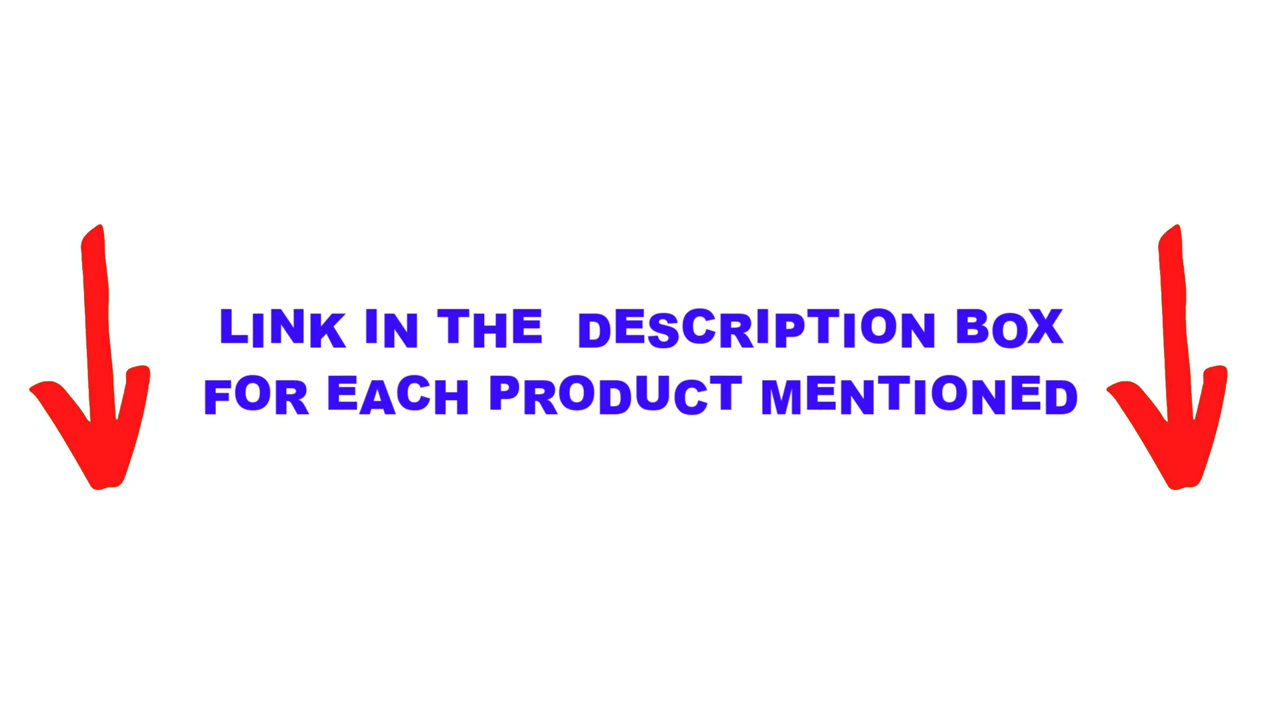 LINK IN THE DESCRIPTION BOX
FOR EACH PRODUCT MENTIONED